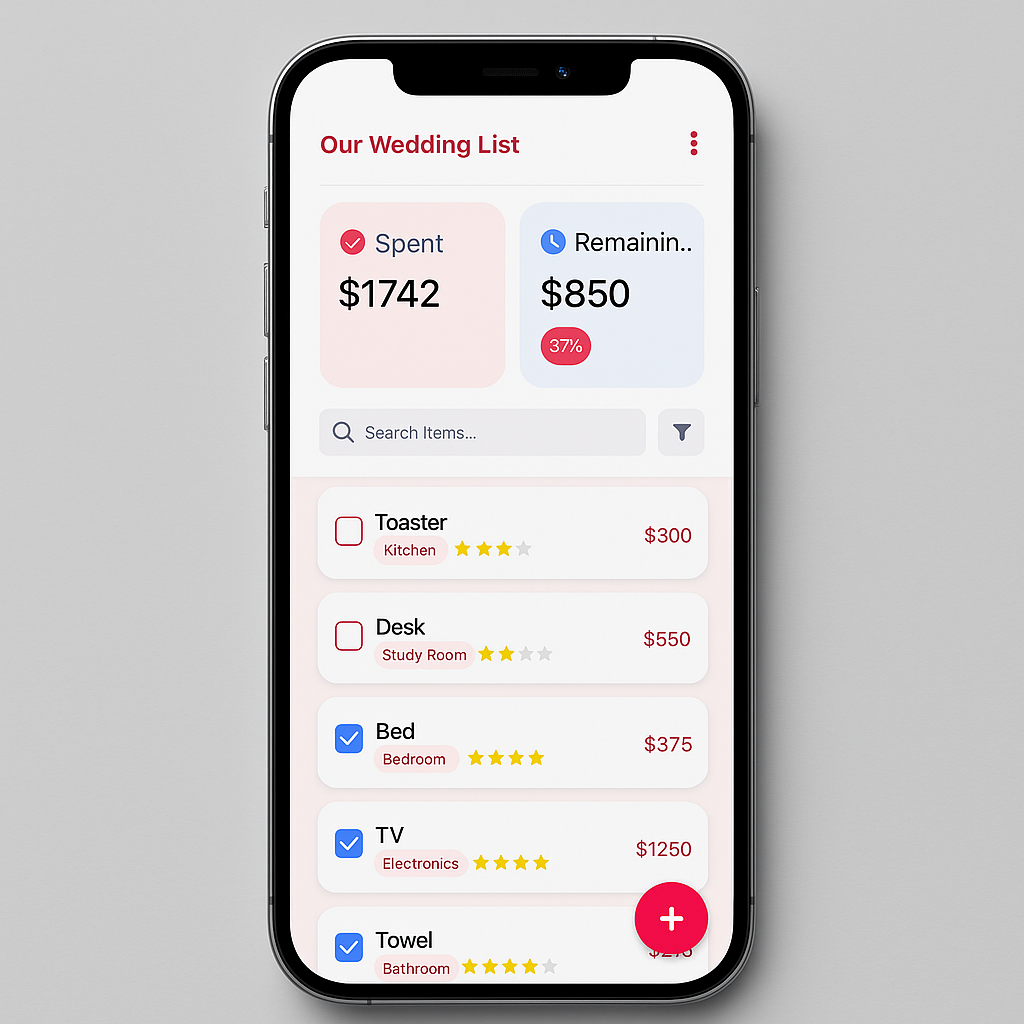 Our Wedding List
Spent
$1742
Remainin..
$850
37%
Search Items...
Toaster
Kitchen
$300
Desk
Study Room
$550
Bed
Bedroom
$375
TV
Electronics
$1250
Towel
Bathroom